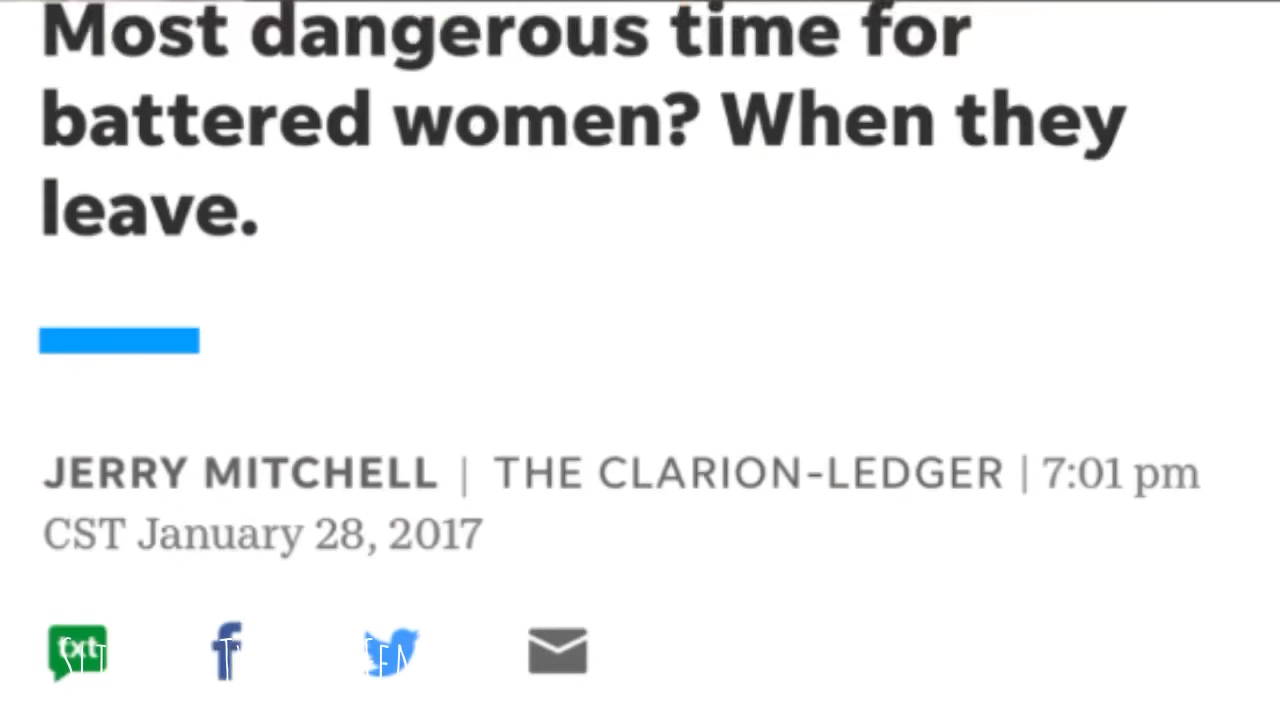 Most dangerous time for
battered women? When they
leave.
JERRY MITCHELL | THE CLARION-LEDGER | 7:01 pm
CST January 28, 2017
txt